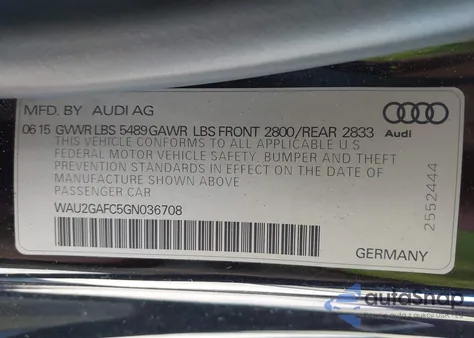 MFD. BY AUDI AG
06 15 GVWR LBS 5489 GAWR LBS FRONT 2800/REAR 2833
Audi
THIS VEHICLE CONFORMS TO ALL APPLICABLE U.S
FEDERAL MOTOR VEHICLE SAFETY, BUMPER AND THEFT
PREVENTION STANDARDS IN EFFECT ON THE DATE
OF MANUFACTURE SHOWN ABOVE
PASSENGER CAR
WAU2GAFC5GN036708
2552444
GERMANY
autoShop